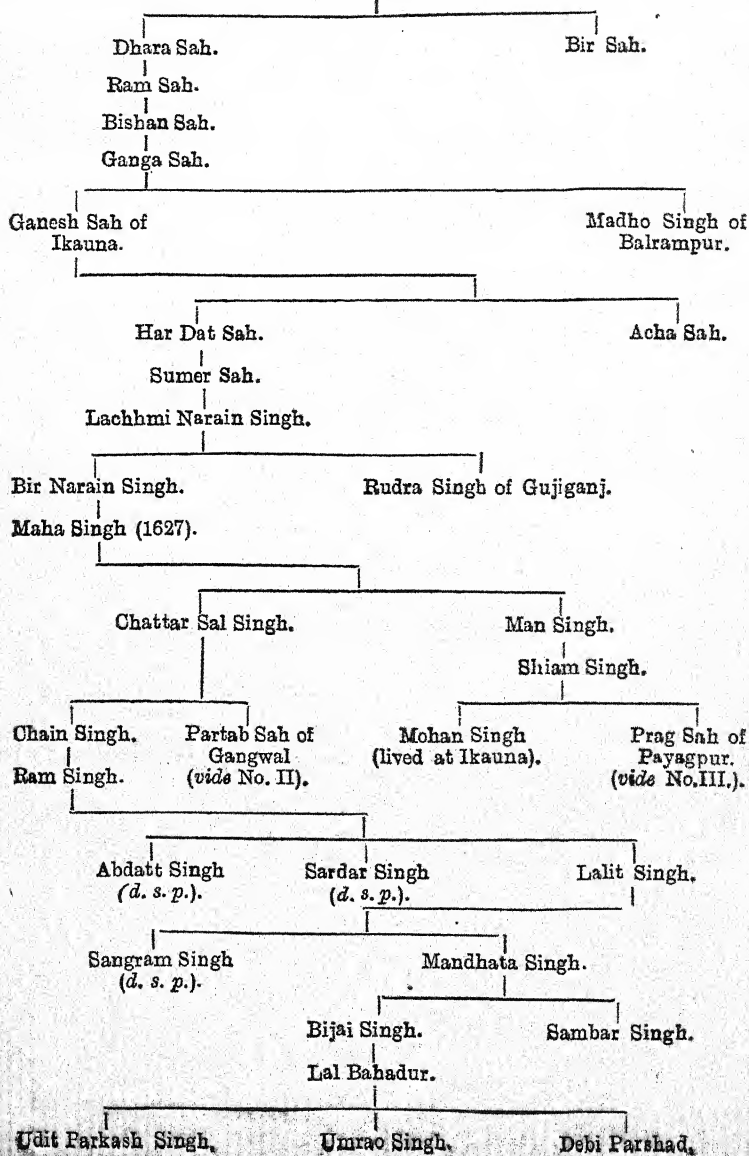 Dhara Sah. Bir Sah.
Ram Sah.
Bishan Sah.
Ganga Sah.
Ganesh Sah of Ikauna.
Madho Singh of Balrampur.
Har Dat Sah. Acha Sah.
Sumer Sah.
Lachhmi Narain Singh.
Bir Narain Singh. Rudra Singh of Gujiganj.
Maha Singh (1627).
Chattar Sal Singh. Man Singh.
Shiam Singh.
Chain Singh.
Partab Sah of
Gangwal
(vide No. II).
Mohan Singh
(lived at Ikauna).
Prag Sah of
Payagpur.
(vide No.III.).
Ram Singh.
Abdatt Singh
(d. s. p.).
Sardar Singh
(d. s. p.).
Lalit Singh.
Sangram Singh
(d. s. p.).
Mandhata Singh.
Bijai Singh. Sambar Singh.
Lal Bahadur.
Udit Parkash Singh. Umrao Singh. Debi Parshad.